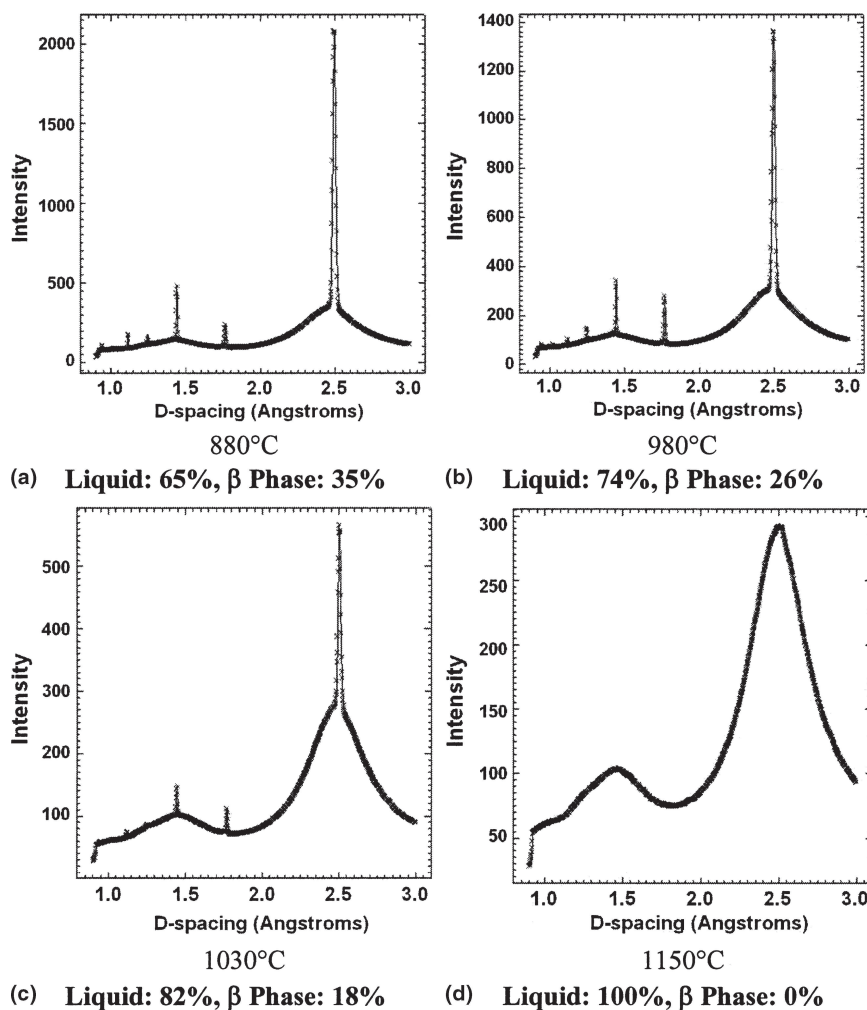 2000
1500
1000
500
0
Intensity
1.0 1.5 2.0 2.5 3.0
D-spacing (Angstroms)
880°C
(a) Liquid: 65%, β Phase: 35%
1400
1200
1000
800
600
400
200
0
Intensity
1.0 1.5 2.0 2.5 3.0
D-spacing (Angstroms)
980°C
(b) Liquid: 74%, β Phase: 26%
500
400
300
200
100
Intensity
1.0 1.5 2.0 2.5 3.0
D-spacing (Angstroms)
1030°C
(c) Liquid: 82%, β Phase: 18%
300
250
200
150
100
50
Intensity
1.0 1.5 2.0 2.5 3.0
D-spacing (Angstroms)
1150°C
(d) Liquid: 100%, β Phase: 0%